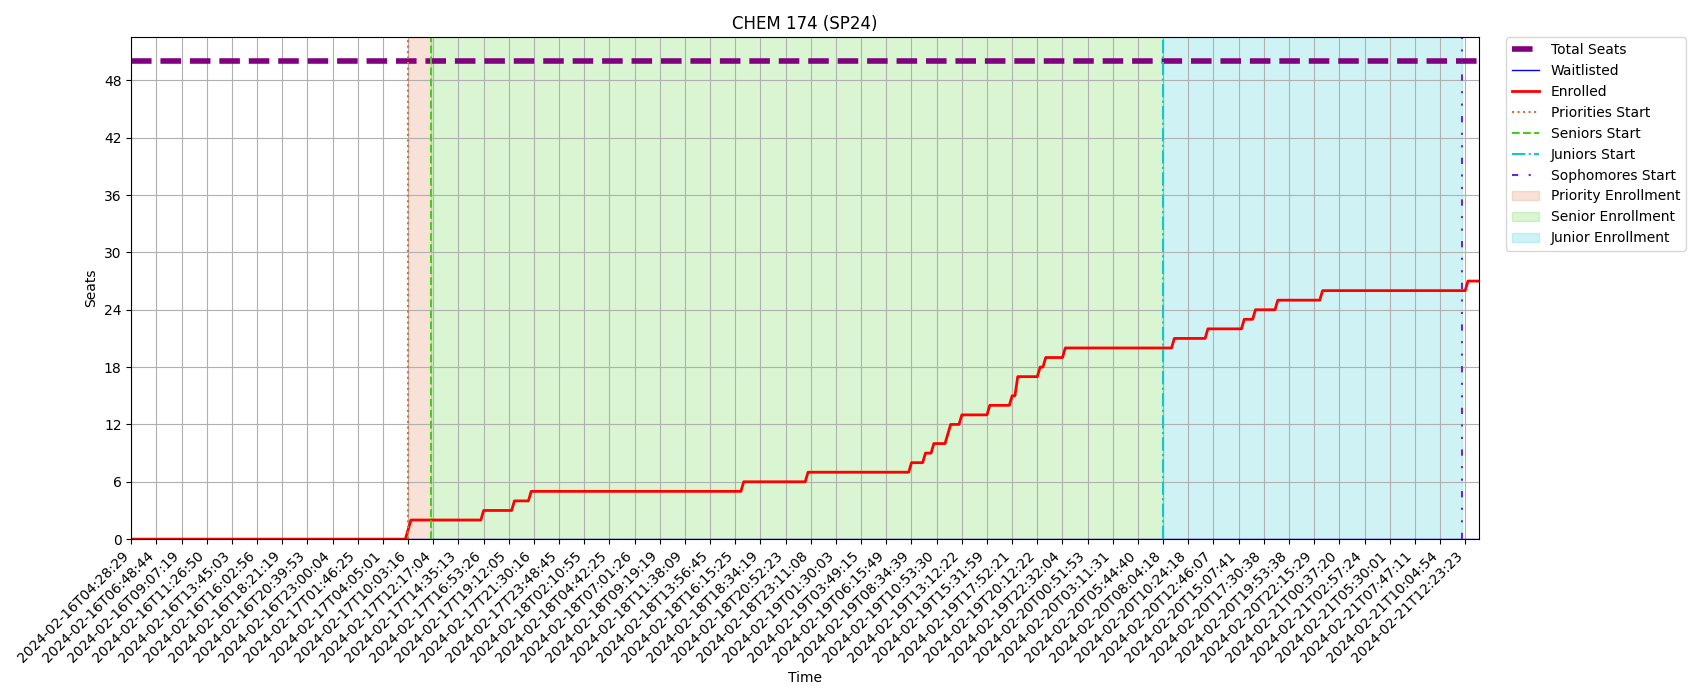 CHEM 174 (SP24)
Total Seats
Waitlisted
Enrolled
Priorities Start
Seniors Start
Juniors Start
Sophomores Start
Priority Enrollment
Senior Enrollment
Junior Enrollment
Seats
48
42
36
30
24
18
12
6
0
2024-02-16T04:28:29
2024-02-16T06:48:44
2024-02-16T09:07:19
2024-02-16T11:26:50
2024-02-16T13:45:03
2024-02-16T16:02:56
2024-02-16T18:21:19
2024-02-16T20:39:53
2024-02-16T23:00:04
2024-02-17T01:46:25
2024-02-17T04:05:01
2024-02-17T10:03:16
2024-02-17T12:17:04
2024-02-17T14:35:13
2024-02-17T16:53:26
2024-02-17T19:12:05
2024-02-17T21:30:16
2024-02-17T23:48:45
2024-02-18T02:10:55
2024-02-18T04:42:25
2024-02-18T07:01:26
2024-02-18T09:19:19
2024-02-18T11:38:09
2024-02-18T13:56:45
2024-02-18T16:15:25
2024-02-18T18:34:19
2024-02-18T20:52:23
2024-02-18T23:11:08
2024-02-19T01:30:03
2024-02-19T03:49:15
2024-02-19T06:15:49
2024-02-19T08:34:39
2024-02-19T10:53:30
2024-02-19T13:12:22
2024-02-19T15:31:59
2024-02-19T17:52:21
2024-02-19T20:12:22
2024-02-19T22:32:04
2024-02-20T00:51:53
2024-02-20T03:11:31
2024-02-20T05:44:40
2024-02-20T08:04:18
2024-02-20T10:24:18
2024-02-20T12:46:07
2024-02-20T15:07:41
2024-02-20T17:30:38
2024-02-20T19:53:38
2024-02-20T22:15:29
2024-02-21T00:37:20
2024-02-21T02:57:24
2024-02-21T05:30:01
2024-02-21T07:47:11
2024-02-21T10:04:54
2024-02-21T12:23:23
Time